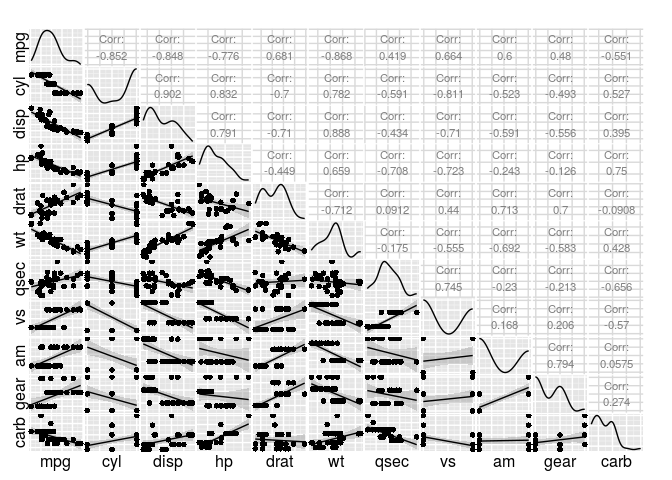 mpg
Corr: Corr: Corr: Corr: Corr: Corr: Corr: Corr: Corr: Corr:
-0.852 -0.848 -0.776 0.681 -0.868 0.419 0.664 0.6 0.48 -0.551
cyl
Corr: Corr: Corr: Corr: Corr: Corr: Corr: Corr: Corr:
0.902 0.832 -0.7 0.782 -0.591 -0.811 -0.523 -0.493 0.527
disp
Corr: Corr: Corr: Corr: Corr: Corr: Corr: Corr:
0.791 -0.71 0.888 -0.434 -0.71 -0.591 -0.556 0.395
hp
Corr: Corr: Corr: Corr: Corr: Corr: Corr:
-0.449 0.659 -0.708 -0.723 -0.243 -0.126 0.75
drat
Corr: Corr: Corr: Corr: Corr: Corr:
-0.712 0.0912 0.44 0.713 0.7 -0.0908
wt
Corr: Corr: Corr: Corr: Corr:
-0.175 -0.555 -0.692 -0.583 0.428
qsec
Corr: Corr: Corr: Corr:
0.745 -0.23 -0.213 -0.656
vs
Corr: Corr: Corr:
0.168 0.206 -0.57
am
Corr: Corr:
0.794 0.0575
gear
Corr:
0.274
carb
mpg cyl disp hp drat wt qsec vs am gear carb